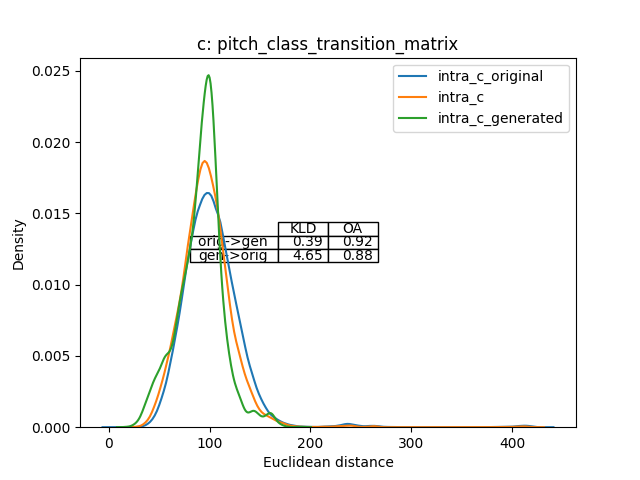 c: pitch_class_transition_matrix
0.025
0.020
0.015
0.010
0.005
0.000
Density
intra_c_original
intra_c
intra_c_generated
KLD OA
orig->gen 0.39 0.92
gen->orig 4.65 0.88
0 100 200 300 400
Euclidean distance